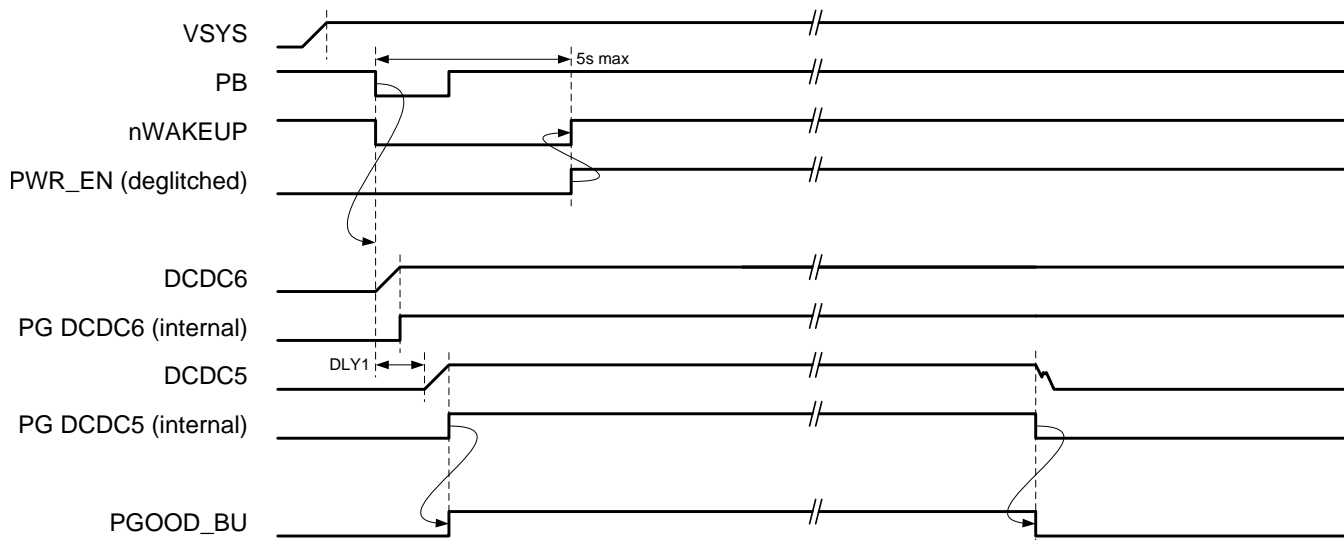 VSYS
5s max
PB
nWAKEUP
PWR_EN (deglitched)
DCDC6
PG DCDC6 (internal)
DLY1
DCDC5
PG DCDC5 (internal)
PGOOD_BU